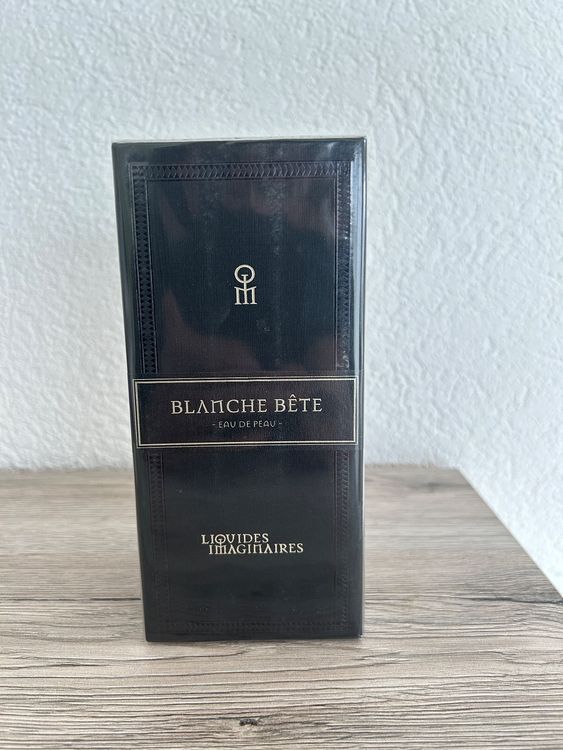 BLANCHE BÊTE
- EAU DE PEAU -
LIQUIDES
IMAGINAIRES